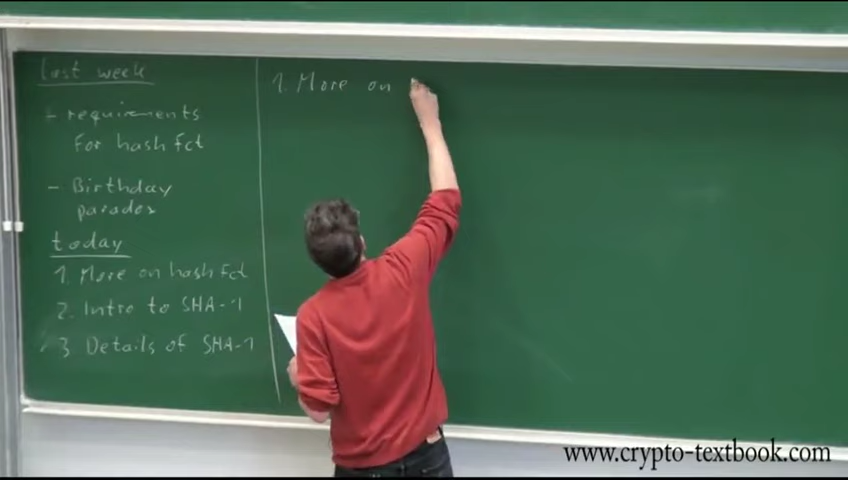 last week
- requirements
for hash fct
- Birthday
paradox
today
1. More on hash fct
2. Intro to SHA-1
3 Details of SHA-1
1. More on
www.crypto-textbook.com